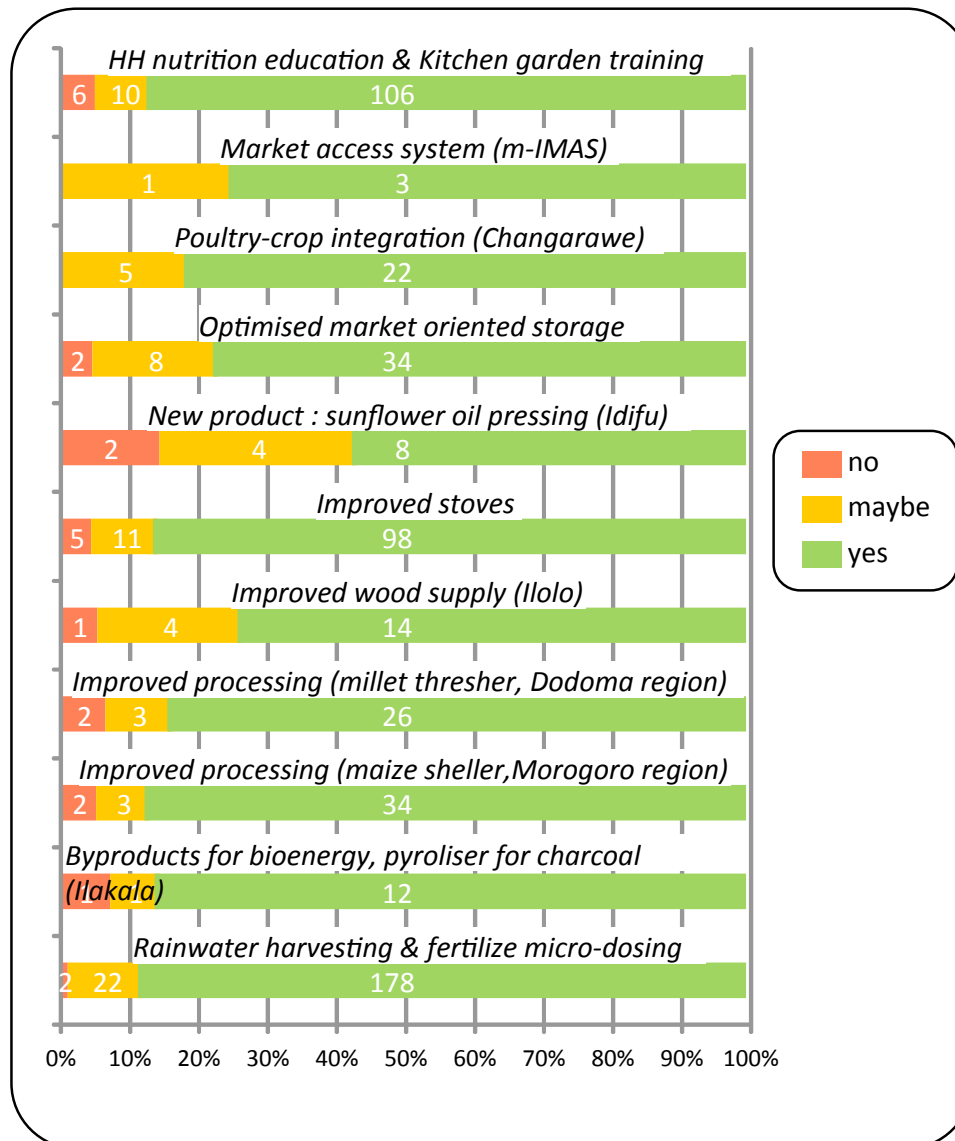 HH nutrition education & Kitchen garden training
6 10 106
Market access system (m-IMAS)
1 3
Poultry-crop integration (Changarawe)
5 22
Optimised market oriented storage
2 8 34
New product : sunflower oil pressing (Idifu)
2 4 8
Improved stoves
5 11 98
Improved wood supply (Ilolo)
1 4 14
Improved processing (millet thresher, Dodoma region)
2 3 26
Improved processing (maize sheller,Morogoro region)
2 3 34
Byproducts for bioenergy, pyroliser for charcoal
(Ilakala) 12
Rainwater harvesting & fertilize micro-dosing
2 22 178
0% 10% 20% 30% 40% 50% 60% 70% 80% 90% 100%
no
maybe
yes